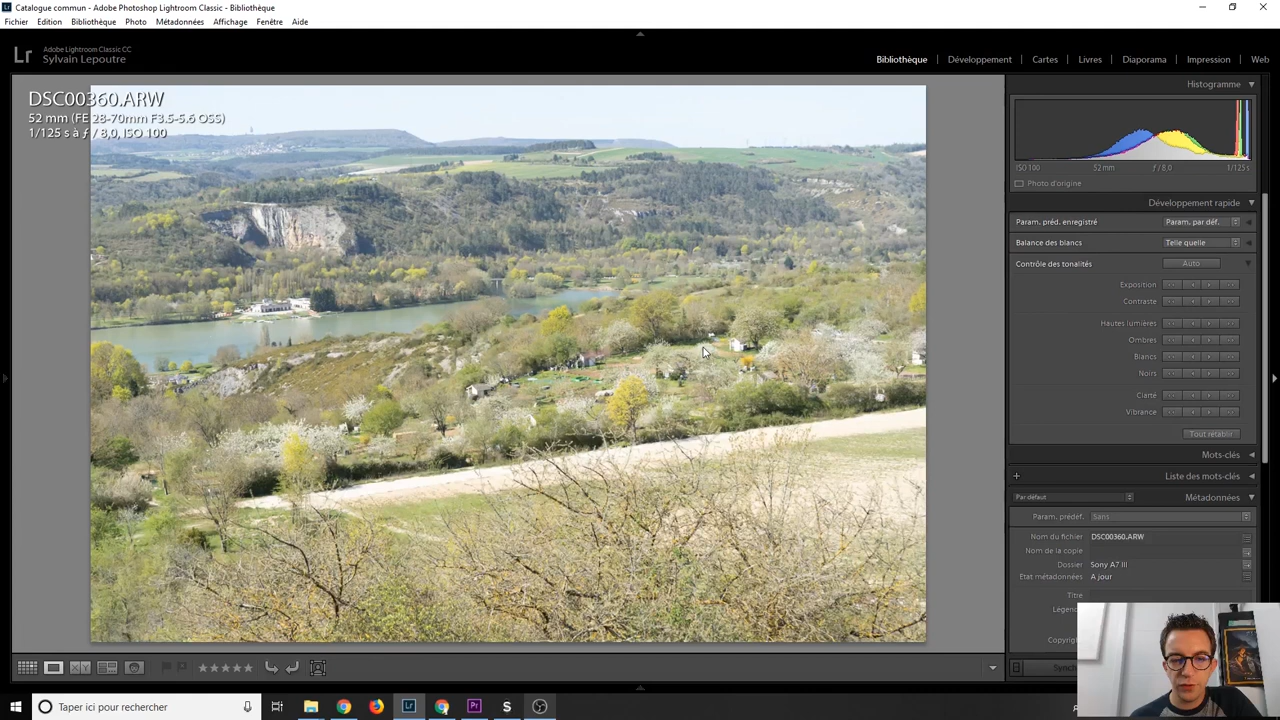 Catalogue commun - Adobe Photoshop Lightroom Classic - Bibliothèque
Fichier Edition Bibliothèque Photo Métadonnées Affichage Fenêtre Aide
Lr
Adobe Lightroom Classic CC
Sylvain Lepoutre
Bibliothèque | Développement | Cartes | Livres | Diaporama | Impression | Web
Histogramme
DSC00360.ARW
52 mm (FE 28-70mm F3.5-5.6 OSS)
1/125 s à ƒ / 8,0, ISO 100
ISO 100 52 mm ƒ / 8,0 1/125 s
Photo d'origine
Développement rapide
Param. préd. enregistré Param. par déf.
Balance des blancs Telle quelle
Contrôle des tonalités Auto
Exposition
Contraste
Hautes lumières
Ombres
Blancs
Noirs
Clarté
Vibrance
Tout rétablir
Mots-clés
Liste des mots-clés
Par défaut Métadonnées
Param. prédéf. Sans
Nom du fichier DSC00360.ARW
Nom de la copie
Dossier Sony A7 III
Etat métadonnées A jour
Titre
Copyright
Taper ici pour rechercher
Lr Pr S